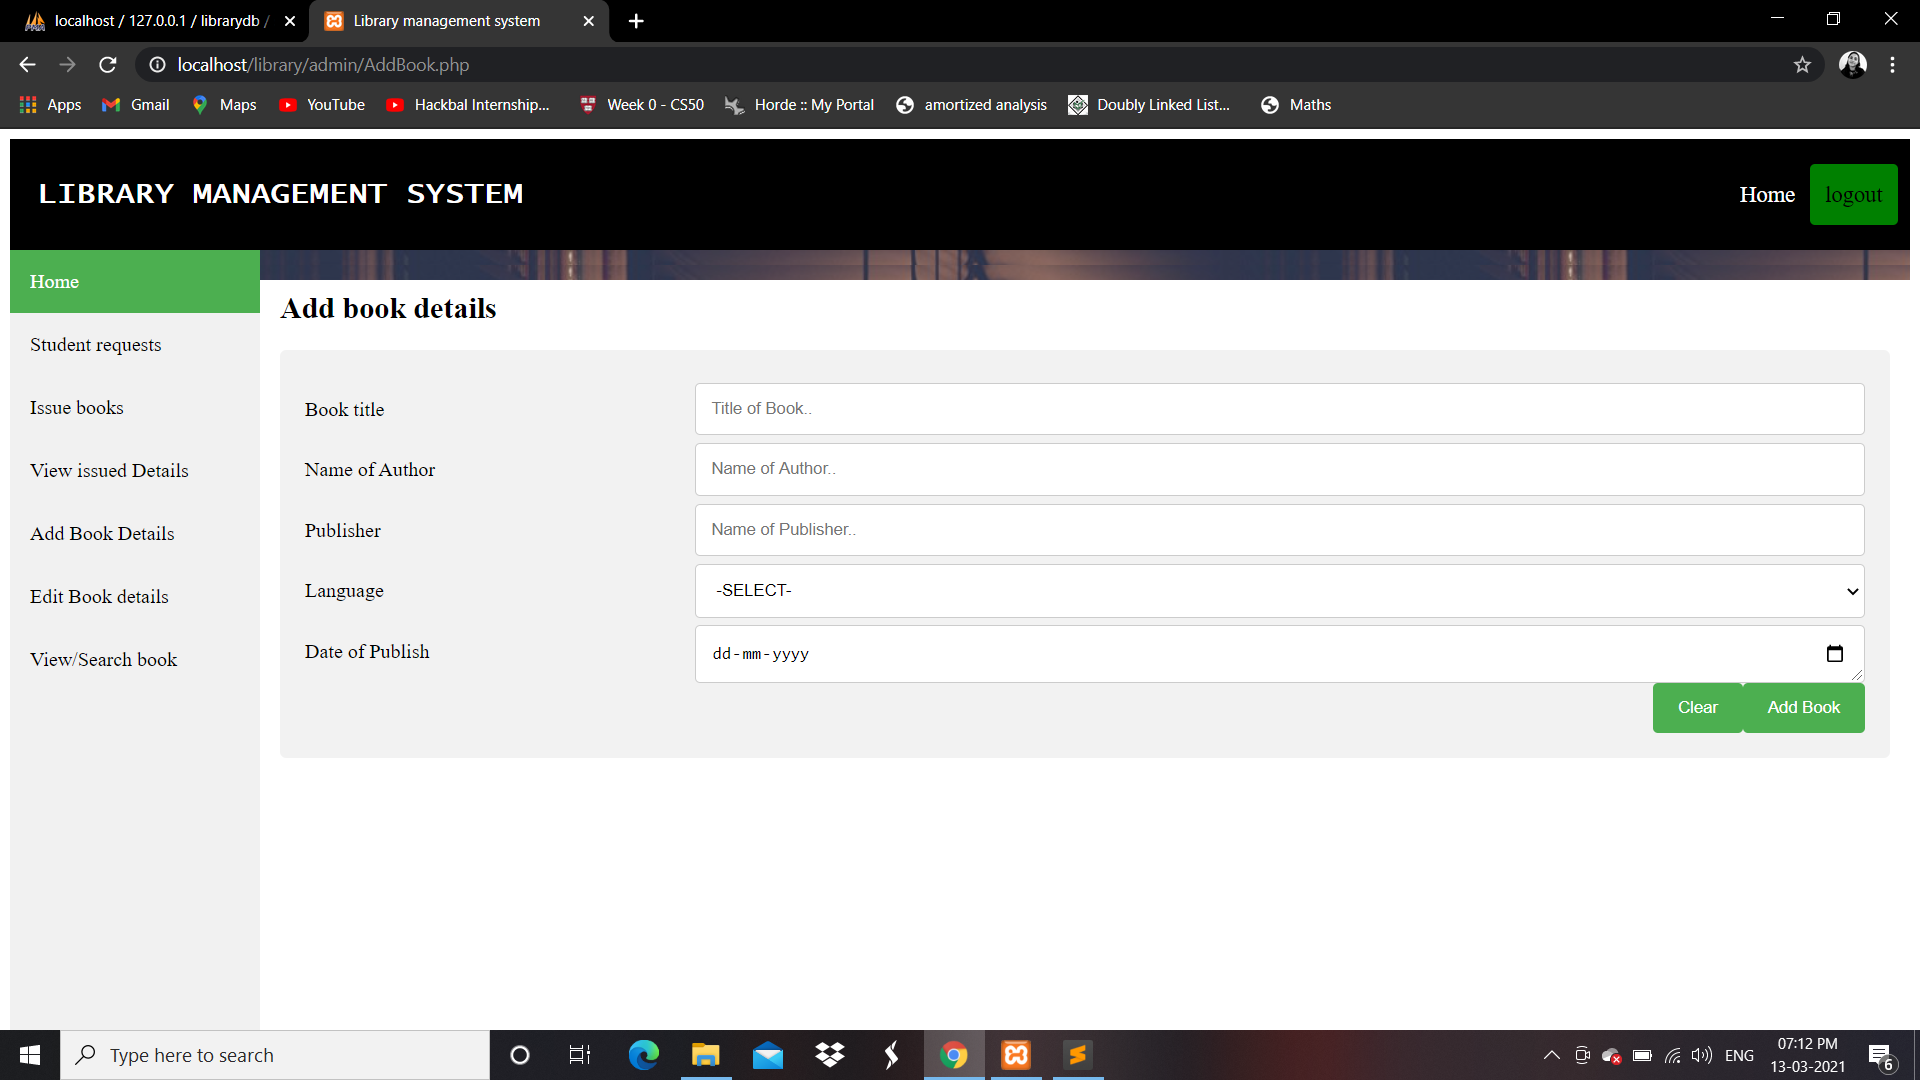 localhost / 127.0.0.1 / librarydb /
Library management system
localhost/library/admin/AddBook.php
Apps
Gmail
Maps
YouTube
Hackbal Internship...
Week 0 - CS50
Horde :: My Portal
amortized analysis
Doubly Linked List...
Maths
LIBRARY MANAGEMENT SYSTEM
Home
logout
Home
Student requests
Issue books
View issued Details
Add Book Details
Edit Book details
View/Search book
Add book details
Book title
Title of Book..
Name of Author
Name of Author..
Publisher
Name of Publisher..
Language
-SELECT-
Date of Publish
dd-mm-yyyy
Clear
Add Book
Type here to search
ENG
07:12 PM
13-03-2021
6